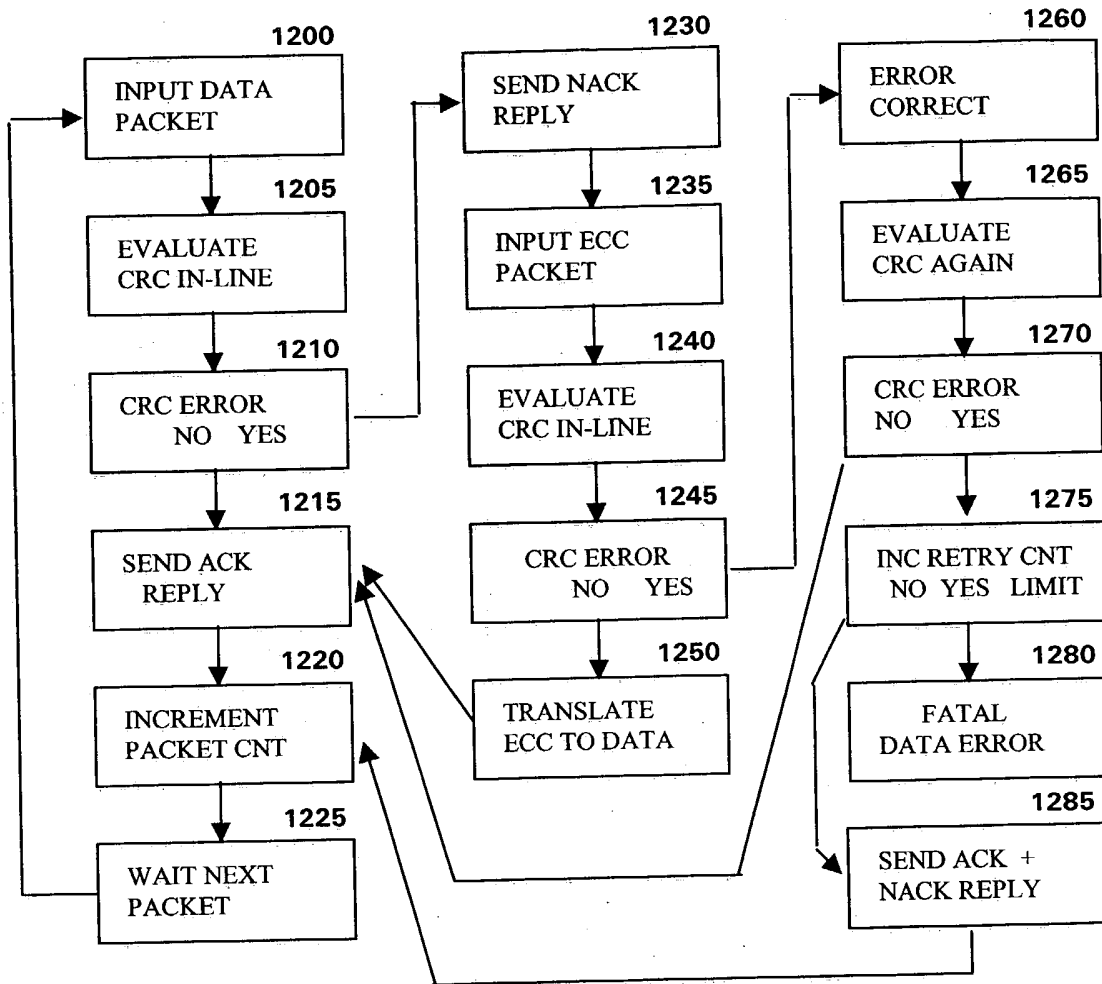 1200
INPUT DATA
PACKET
1205
EVALUATE
CRC IN-LINE
1210
CRC ERROR
NO YES
1215
SEND ACK
REPLY
1220
INCREMENT
PACKET CNT
1225
WAIT NEXT
PACKET
1230
SEND NACK
REPLY
1235
INPUT ECC
PACKET
1240
EVALUATE
CRC IN-LINE
1245
CRC ERROR
NO YES
1250
TRANSLATE
ECC TO DATA
1260
ERROR
CORRECT
1265
EVALUATE
CRC AGAIN
1270
CRC ERROR
NO YES
1275
INC RETRY CNT
NO YES LIMIT
1280
FATAL
DATA ERROR
1285
SEND ACK +
NACK REPLY